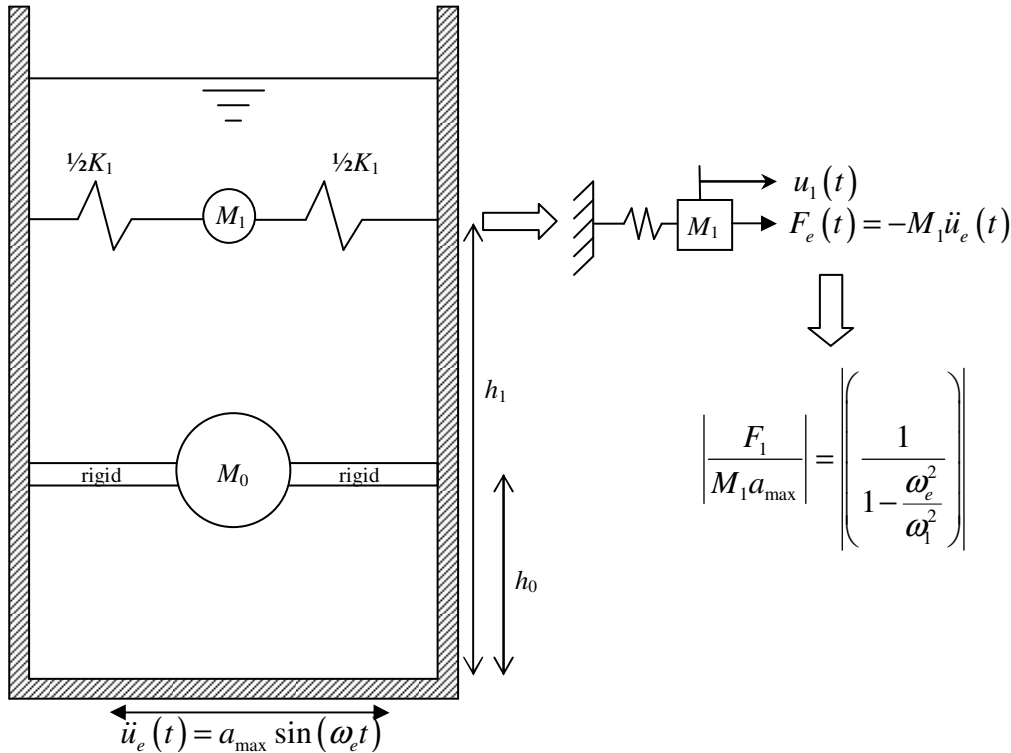 ½K₁
½K₁
M₁
u₁(t)
M₁
Fₑ(t) = −M₁üₑ(t)
h₁
|F₁ / (M₁aₘₐₓ)| = |(1 / (1 − ωₑ²/ω₁²))|
rigid
M₀
rigid
h₀
üₑ(t) = aₘₐₓ sin(ωₑt)